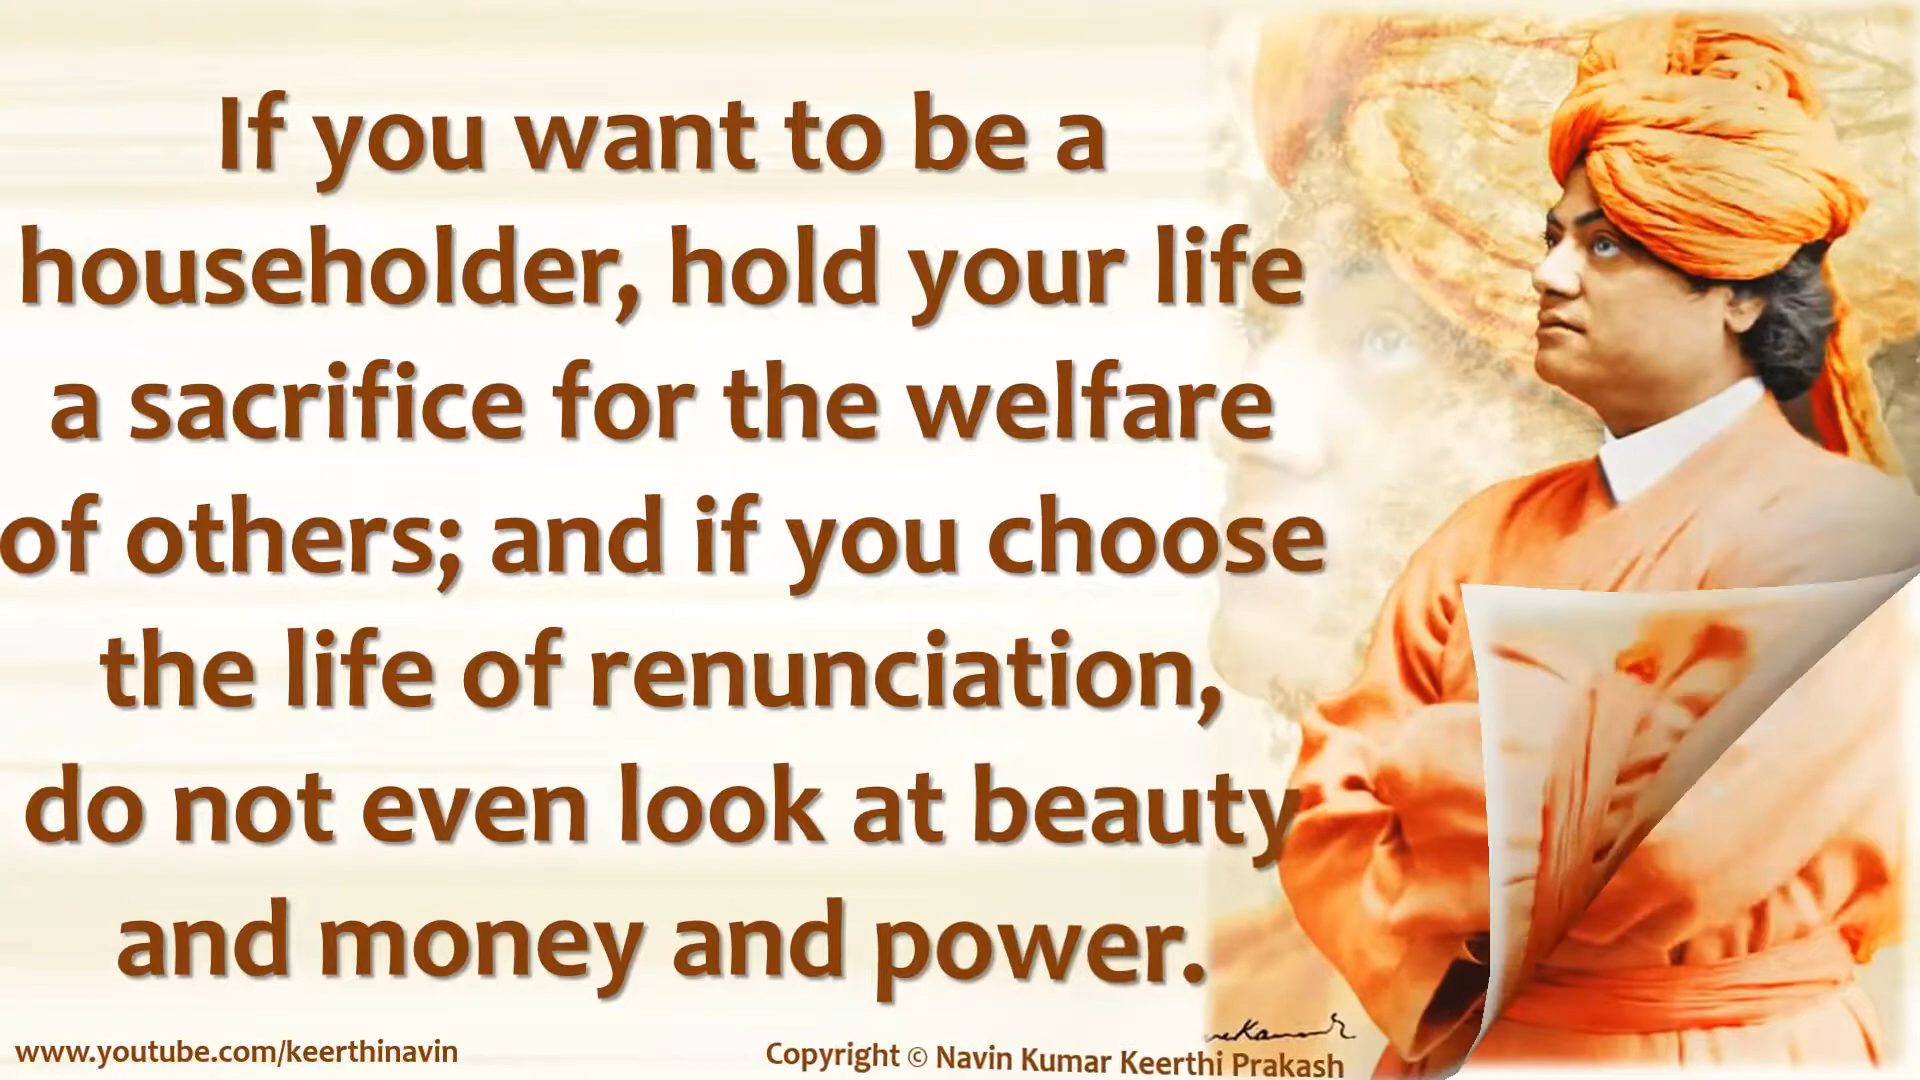 If you want to be a
householder, hold your life
a sacrifice for the welfare
of others; and if you choose
the life of renunciation,
do not even look at beauty
and money and power.
www.youtube.com/keerthinavin
Copyright © Navin Kumar Keerthi Prakash